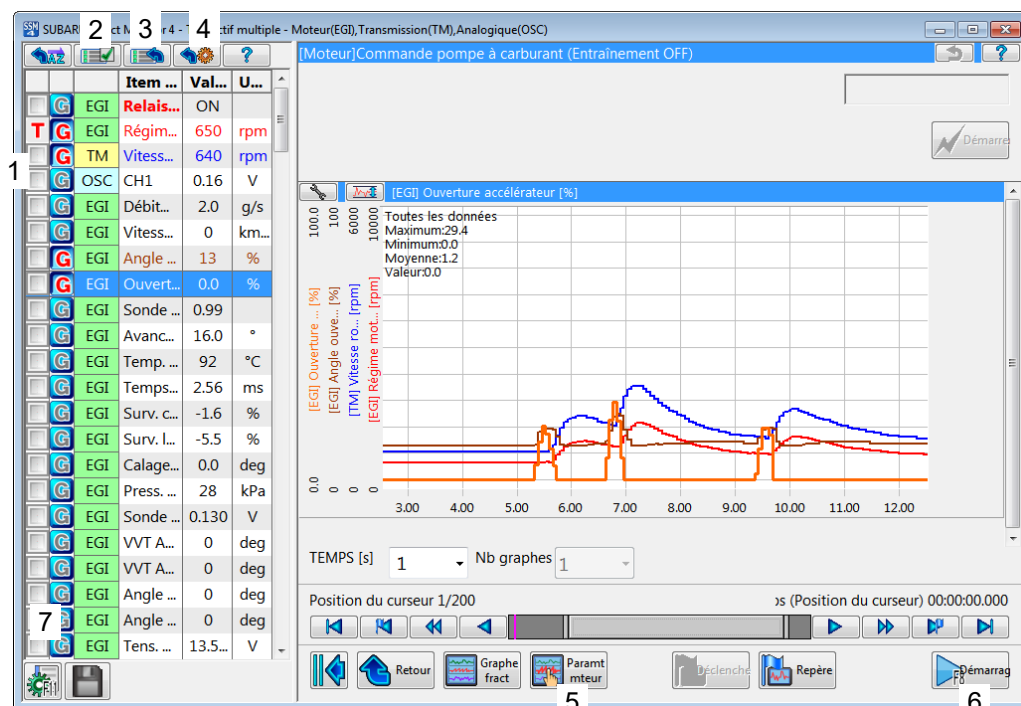 SUBAR
ct M
r 4 - T
ctif multiple - Moteur(EGI),Transmission(TM),Analogique(OSC)
2 3 4
AZ ?
[Moteur]Commande pompe à carburant (Entraînement OFF)
?
Item ... Val... U...
G EGI Relais... ON
T G EGI Régim... 650 rpm
G TM Vitess... 640 rpm
1
G OSC CH1 0.16 V
G EGI Débit... 2.0 g/s
G EGI Vitess... 0 km...
G EGI Angle ... 13 %
G EGI Ouvert... 0.0 %
G EGI Sonde ... 0.99
G EGI Avanc... 16.0 °
G EGI Temp. ... 92 °C
G EGI Temps... 2.56 ms
G EGI Surv. c... -1.6 %
G EGI Surv. l... -5.5 %
G EGI Calage... 0.0 deg
G EGI Press. ... 28 kPa
G EGI Sonde ... 0.130 V
G EGI VVT A... 0 deg
G EGI VVT A... 0 deg
G EGI Angle ... 0 deg
7
G EGI Angle ... 0 deg
G EGI Tens. ... 13.5... V
F11
Démarre
[EGI] Ouverture accélérateur [%]
100.0 100 6000 10000
Toutes les données
Maximum:29.4
Minimum:0.0
Moyenne:1.2
Valeur:0.0
[EGI] Ouverture ... [%]
[EGI] Angle ouve... [%]
[TM] Vitesse ro... [rpm]
[EGI] Régime mot... [rpm]
0.0 0 0 0
3.00 4.00 5.00 6.00 7.00 8.00 9.00 10.00 11.00 12.00
TEMPS [s] 1 Nb graphes 1
Position du curseur 1/200
s (Position du curseur) 00:00:00.000
Retour
Graphe fract
Paramt mteur
Déclenche
Repère
F8
Démarrag
5 6